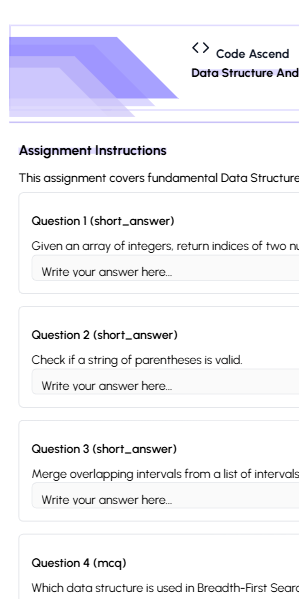 Code Ascend
Data Structure And
Assignment Instructions
This assignment covers fundamental Data Structure
Question 1 (short_answer)
Given an array of integers, return indices of two nu
Write your answer here...
Question 2 (short_answer)
Check if a string of parentheses is valid.
Write your answer here...
Question 3 (short_answer)
Merge overlapping intervals from a list of intervals
Write your answer here...
Question 4 (mcq)
Which data structure is used in Breadth-First Searc